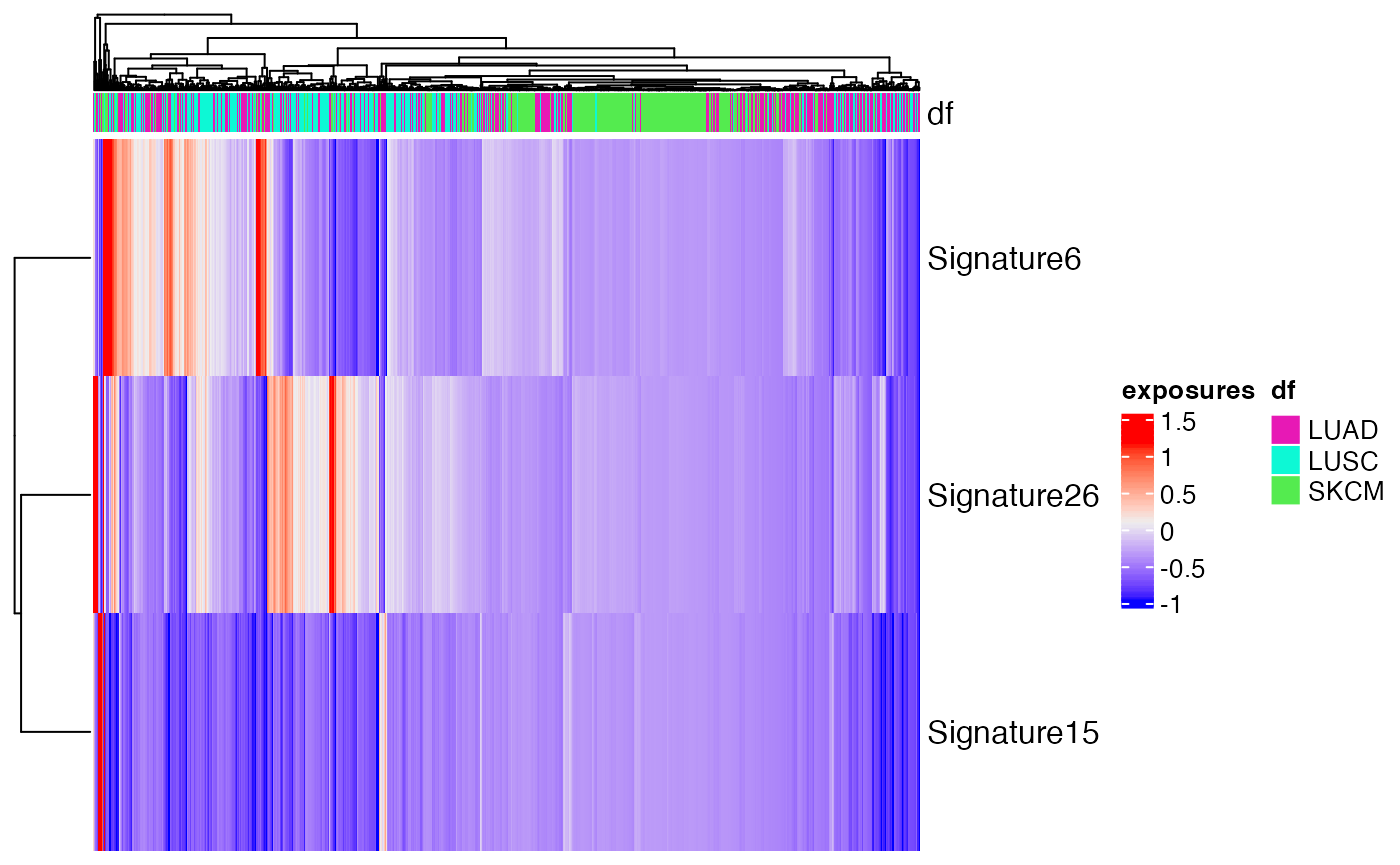 df
Signature6
Signature26
Signature15
exposures
1.5
1
0.5
0
-0.5
-1
df
LUAD
LUSC
SKCM